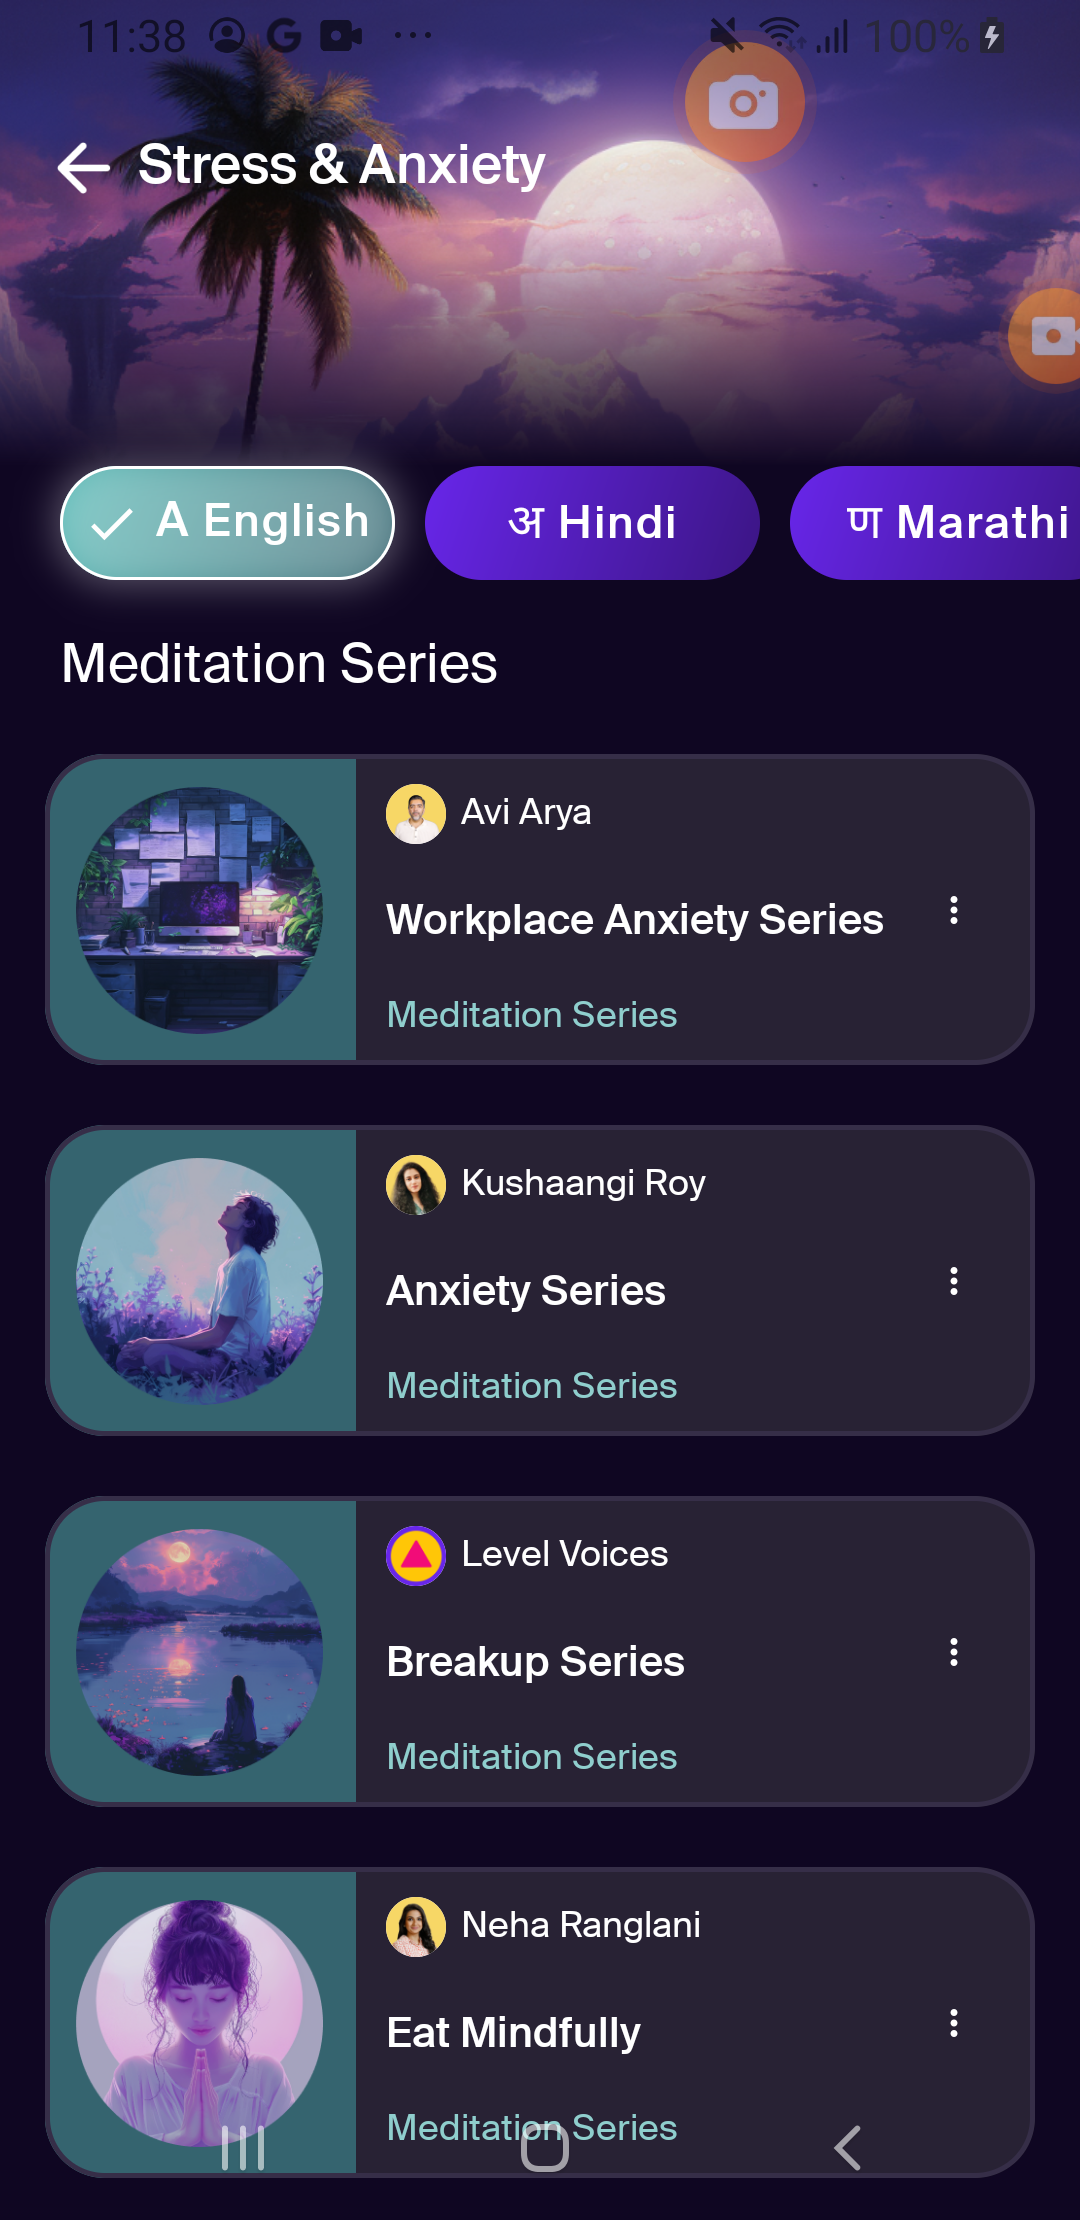 11:38 G ... 100%
Stress & Anxiety
A English अ Hindi ण Marathi
Meditation Series
Avi Arya
Workplace Anxiety Series
Meditation Series
Kushaangi Roy
Anxiety Series
Meditation Series
Level Voices
Breakup Series
Meditation Series
Neha Ranglani
Eat Mindfully
Meditation Series